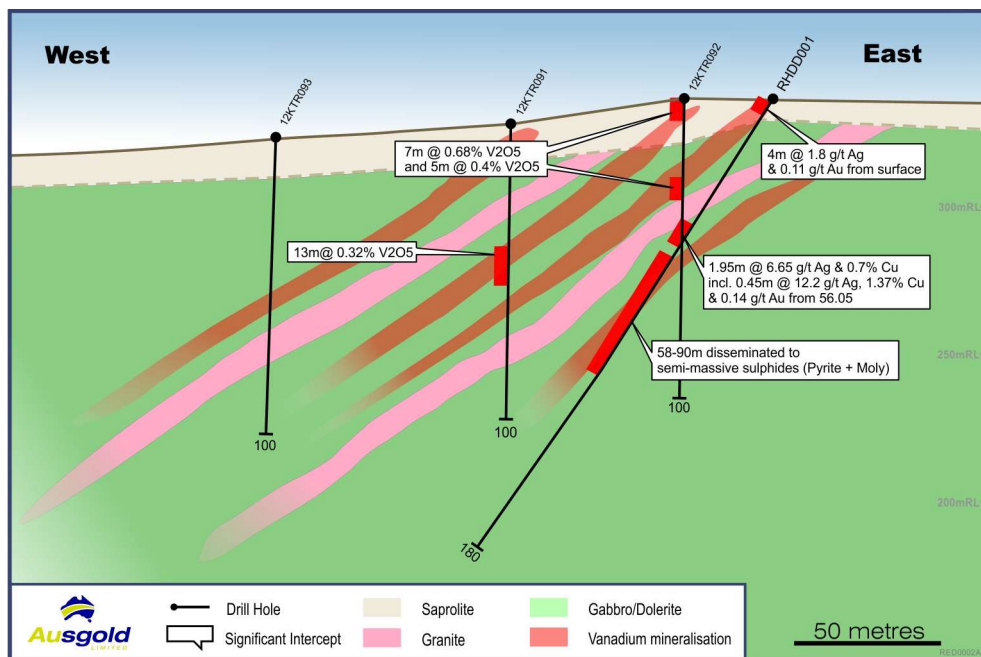 West
East
12KTR093
12KTR091
12KTR092
RHDD001
7m @ 0.68% V2O5
and 5m @ 0.4% V2O5
4m @ 1.8 g/t Ag
& 0.11 g/t Au from surface
300mRL
13m@ 0.32% V2O5
1.95m @ 6.65 g/t Ag & 0.7% Cu
incl. 0.45m @ 12.2 g/t Ag, 1.37% Cu
& 0.14 g/t Au from 56.05
58-90m disseminated to
semi-massive sulphides (Pyrite + Moly)
250mRL
100
100
100
200mRL
180
Ausgold
LIMITED
Drill Hole
Significant Intercept
Saprolite
Granite
Gabbro/Dolerite
Vanadium mineralisation
50 metres
RED0002A